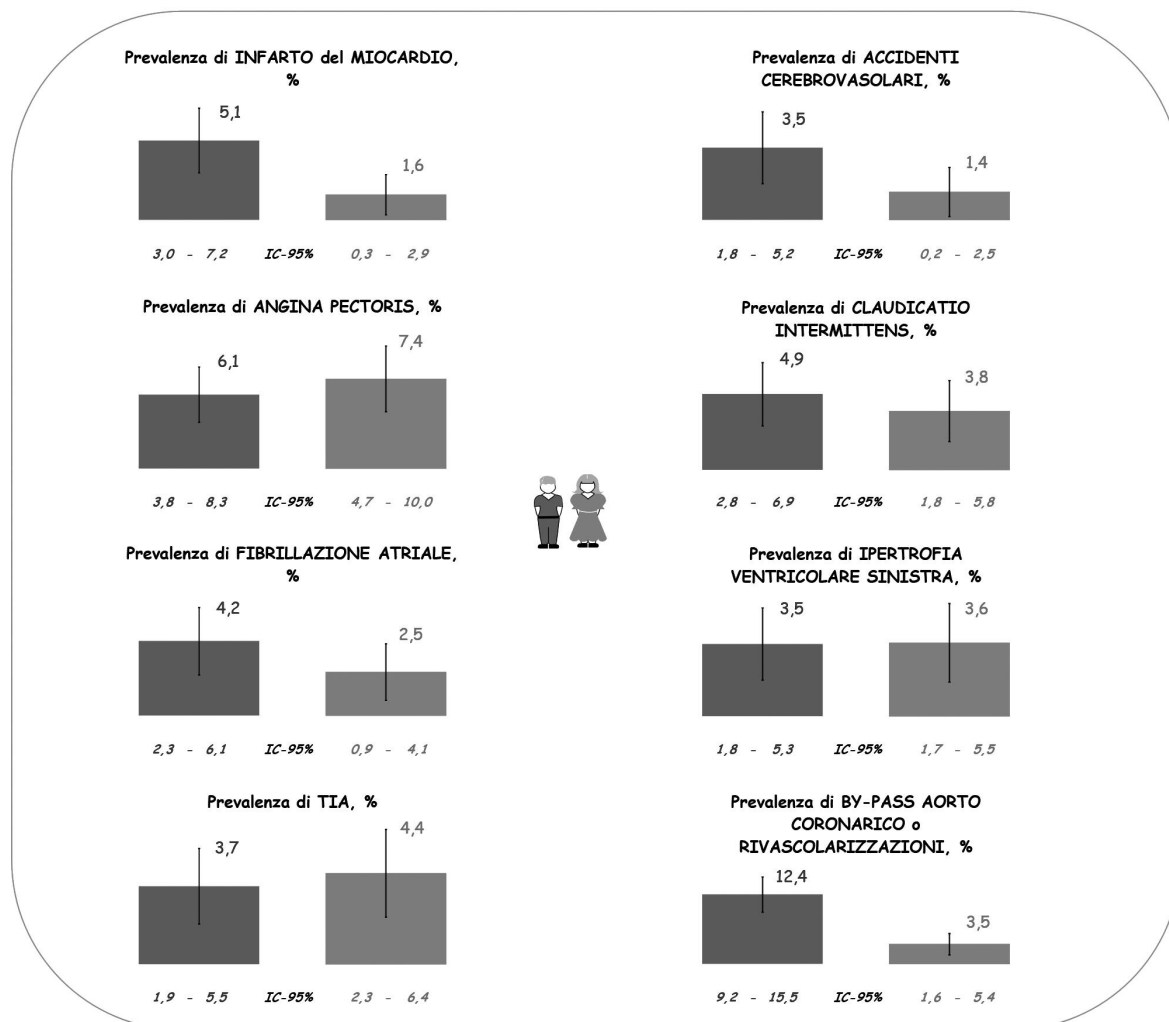 Prevalenza di INFARTO del MIOCARDIO,
%
5,1
1,6
3,0 - 7,2 IC-95% 0,3 - 2,9
Prevalenza di ACCIDENTI
CEREBROVASOLARI, %
3,5
1,4
1,8 - 5,2 IC-95% 0,2 - 2,5
Prevalenza di ANGINA PECTORIS, %
6,1
7,4
3,8 - 8,3 IC-95% 4,7 - 10,0
Prevalenza di CLAUDICATIO
INTERMITTENS, %
4,9
3,8
2,8 - 6,9 IC-95% 1,8 - 5,8
Prevalenza di FIBRILLAZIONE ATRIALE,
%
4,2
2,5
2,3 - 6,1 IC-95% 0,9 - 4,1
Prevalenza di IPERTROFIA
VENTRICOLARE SINISTRA, %
3,5
3,6
1,8 - 5,3 IC-95% 1,7 - 5,5
Prevalenza di TIA, %
3,7
4,4
1,9 - 5,5 IC-95% 2,3 - 6,4
Prevalenza di BY-PASS AORTO
CORONARICO o
RIVASCOLARIZZAZIONI, %
12,4
3,5
9,2 - 15,5 IC-95% 1,6 - 5,4